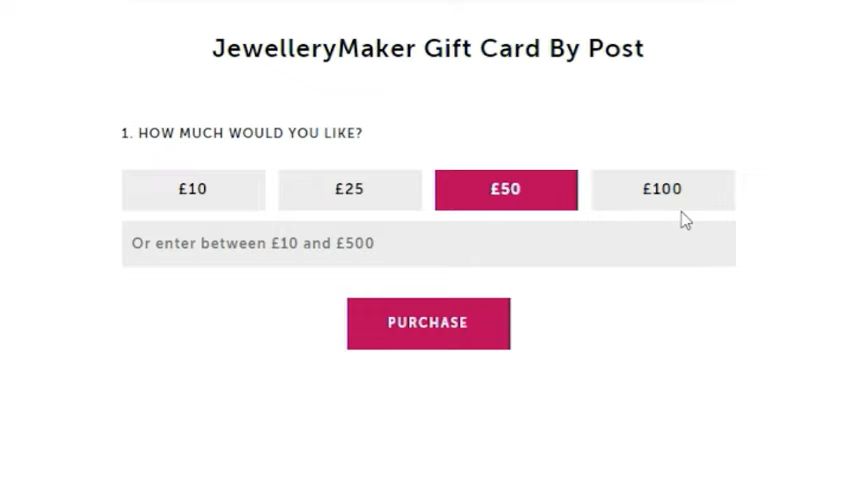 JewelleryMaker Gift Card By Post
1. HOW MUCH WOULD YOU LIKE?
£10 £25 £50 £100
Or enter between £10 and £500
PURCHASE